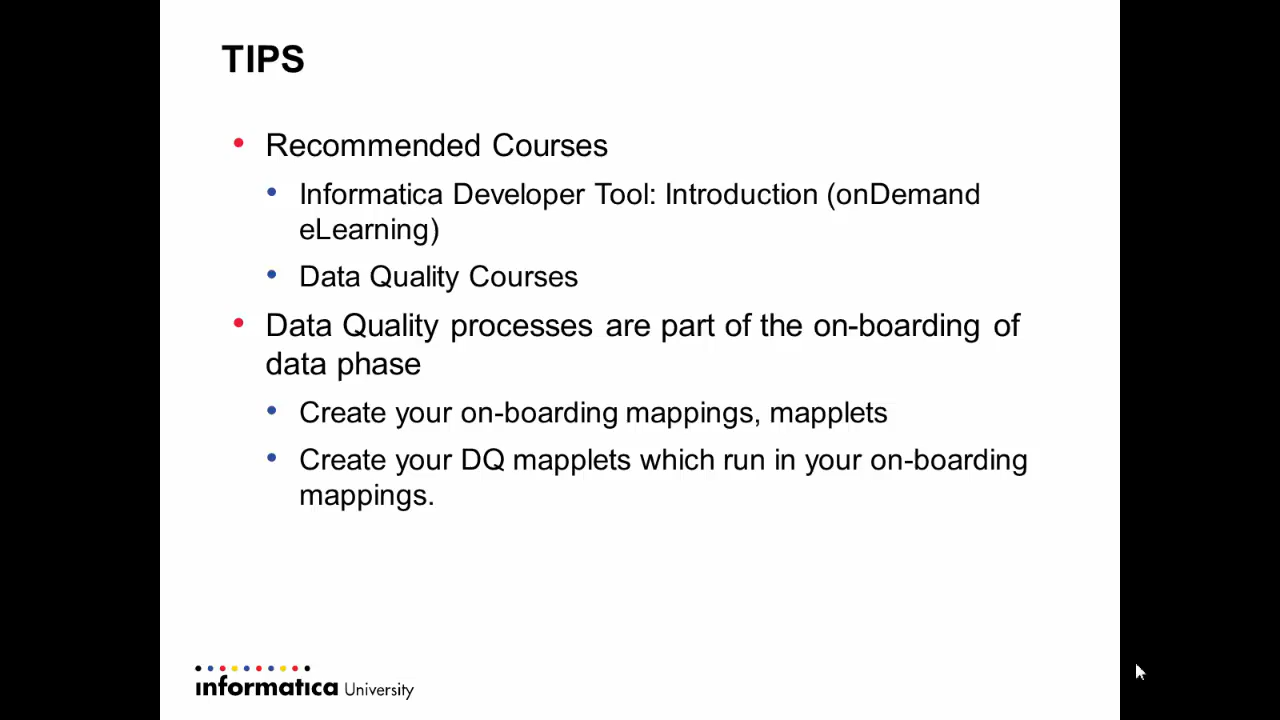 TIPS
Recommended Courses
Informatica Developer Tool: Introduction (onDemand
eLearning)
Data Quality Courses
Data Quality processes are part of the on-boarding of
data phase
Create your on-boarding mappings, mapplets
Create your DQ mapplets which run in your on-boarding
mappings.
informatica University